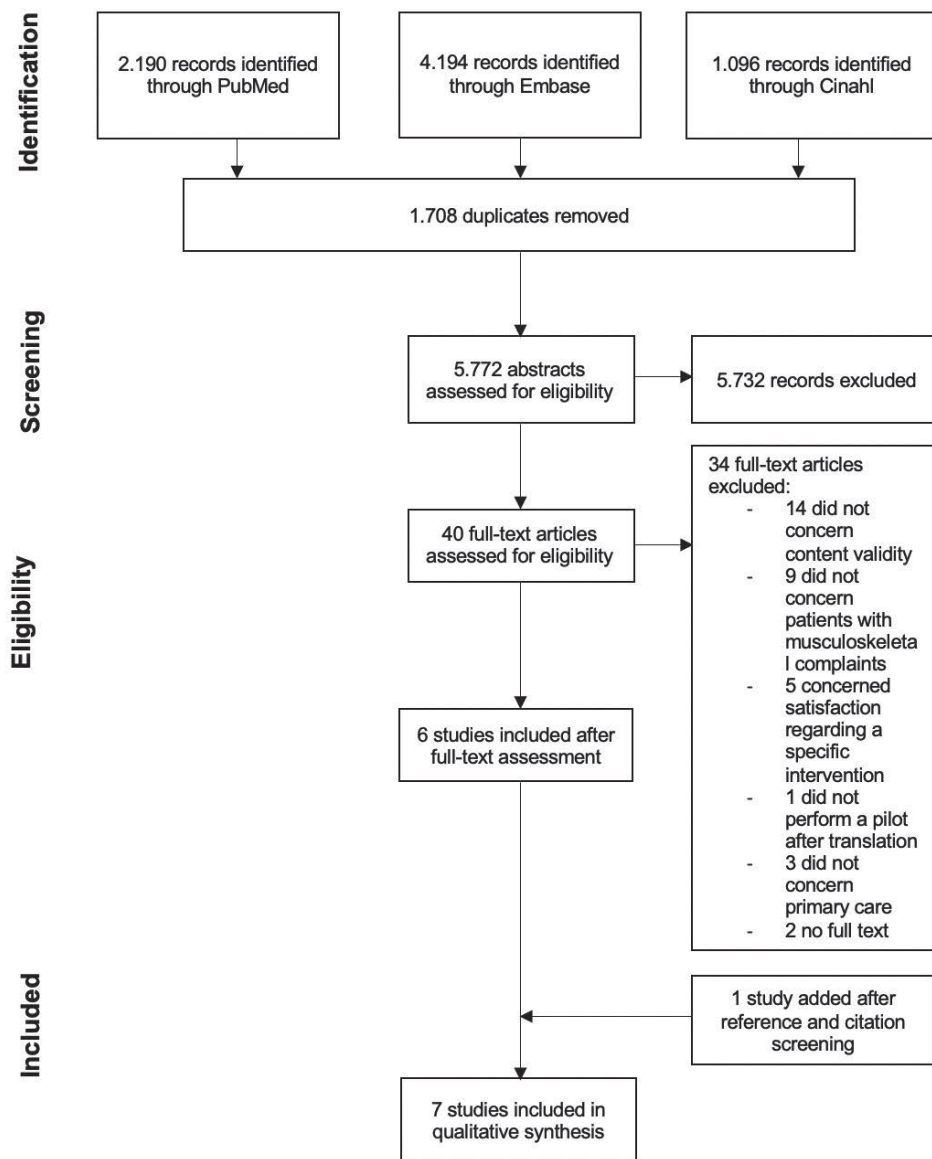 Identification
2.190 records identified
through PubMed
4.194 records identified
through Embase
1.096 records identified
through Cinahl
1.708 duplicates removed
Screening
5.772 abstracts
assessed for eligibility
5.732 records excluded
Eligibility
40 full-text articles
assessed for eligibility
34 full-text articles
excluded:
- 14 did not
concern
content validity
- 9 did not
concern
patients with
musculoskeleta
l complaints
- 5 concerned
satisfaction
regarding a
specific
intervention
- 1 did not
perform a pilot
after translation
- 3 did not
concern
primary care
- 2 no full text
6 studies included after
full-text assessment
Included
1 study added after
reference and citation
screening
7 studies included in
qualitative synthesis